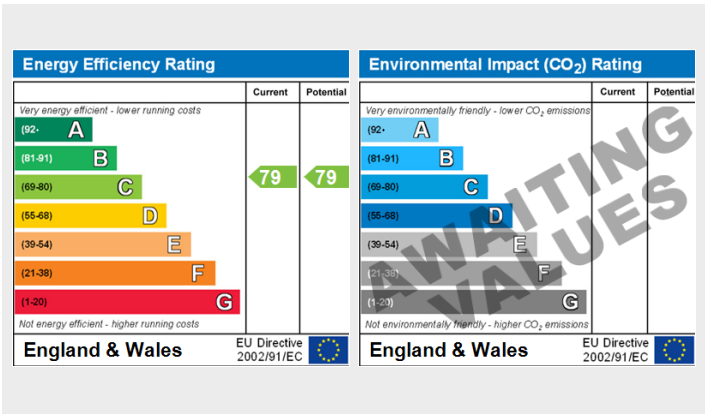 Energy Efficiency Rating
Current Potential
Very energy efficient - lower running costs
(92- A
(81-91) B
(69-80) C
79 79
(55-68) D
(39-54) E
(21-38) F
(1-20) G
Not energy efficient - higher running costs
England & Wales
EU Directive
2002/91/EC
Environmental Impact (CO2) Rating
Current Potential
Very environmentally friendly - lower CO2 emissions
(92- A
(81-91) B
(69-80) C
(55-68) D
(39-54) E
(21-38) F
(1-20) G
AWAITING
VALUES
Not environmentally friendly - higher CO2 emissions
England & Wales
EU Directive
2002/91/EC